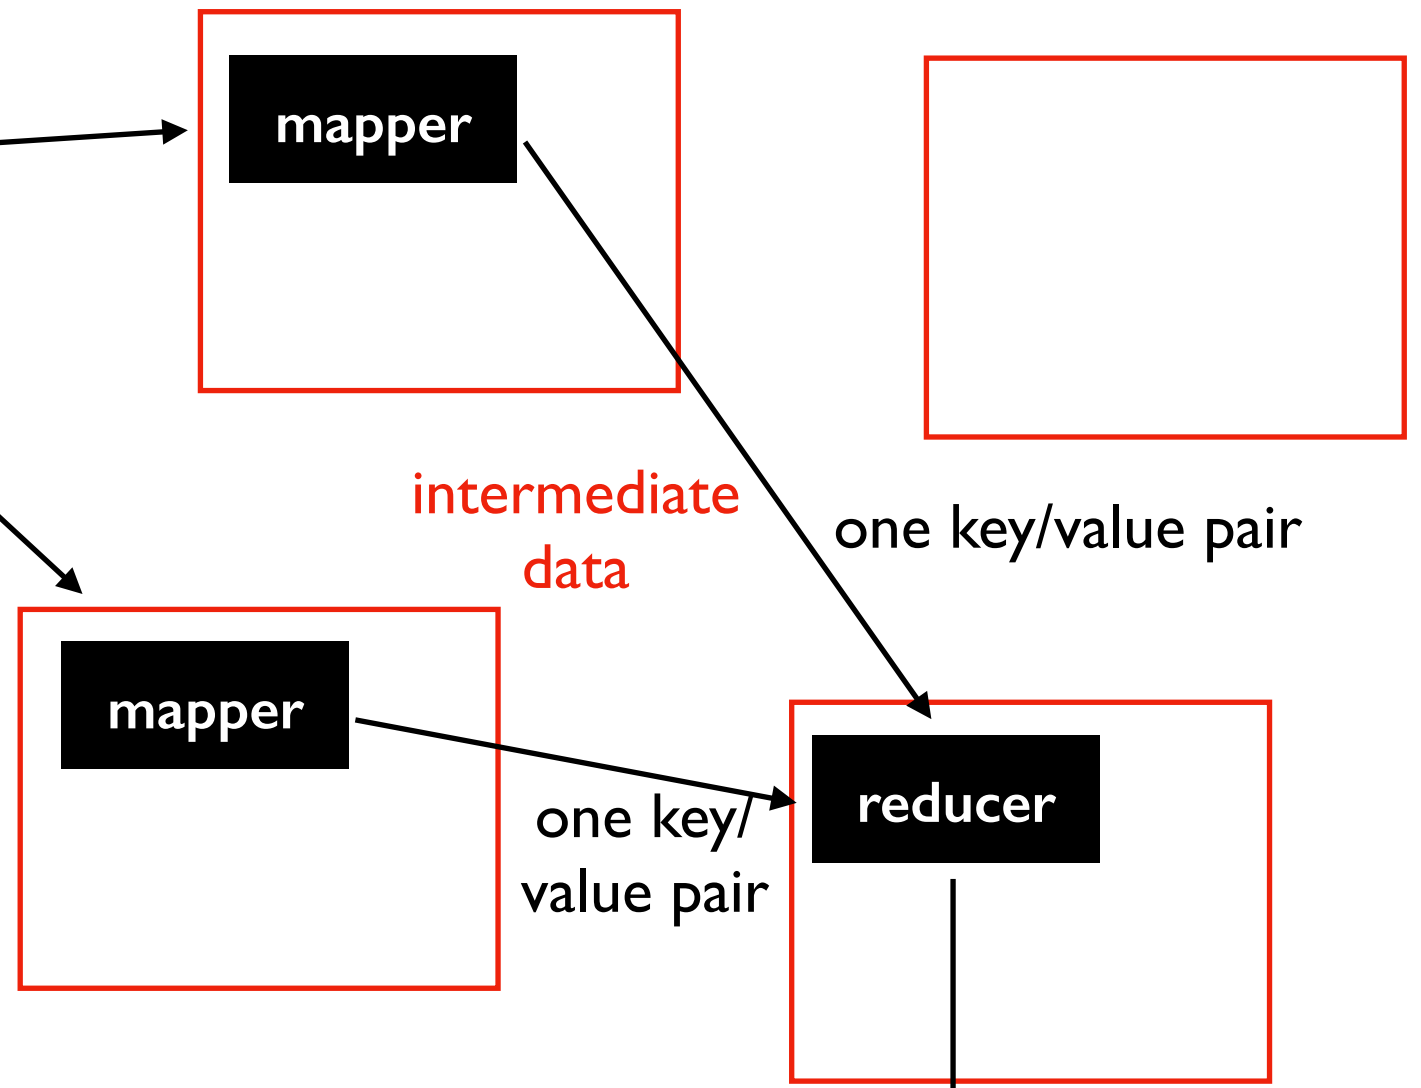 mapper
intermediate
data
one key/value pair
mapper
one key/
value pair
reducer